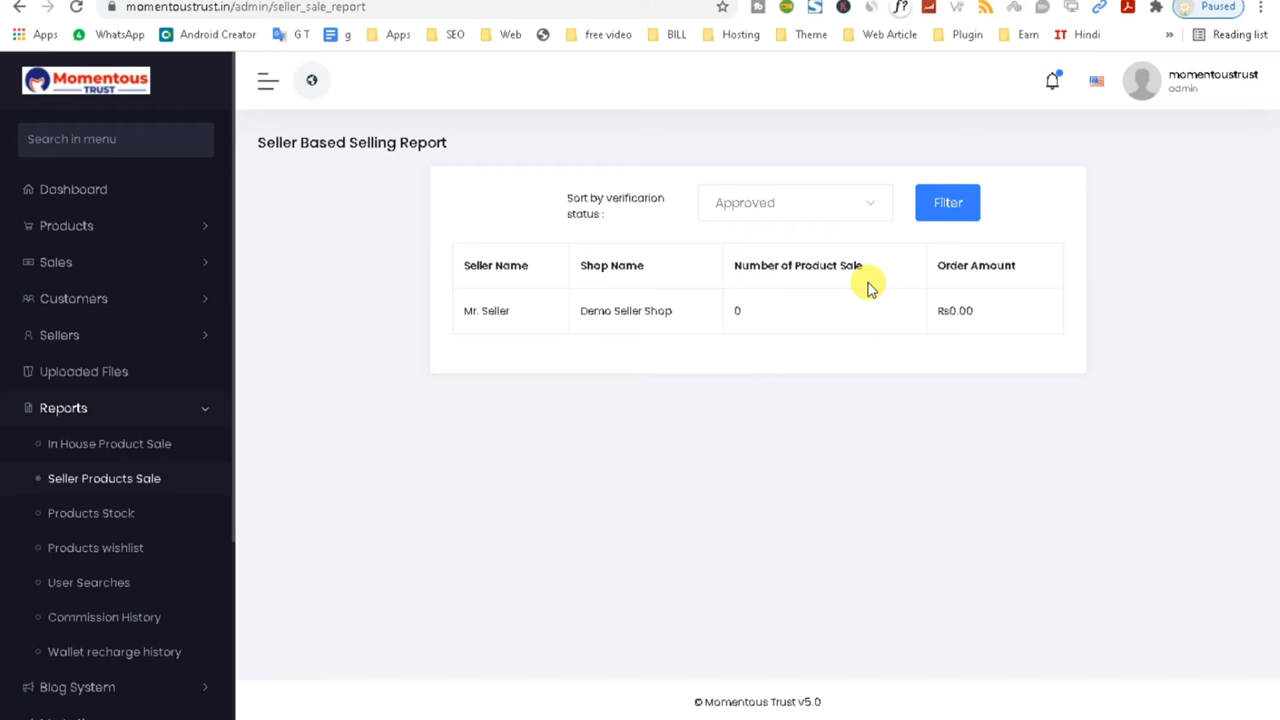 momentoustrust.in/admin/seller_sale_report
Paused
Apps WhatsApp Android Creator G T g Apps SEO Web free video BILL Hosting Theme Web Article Plugin Earn IT Hindi » Reading list
Momentous
TRUST
momentoustrust
admin
Search in menu
Seller Based Selling Report
Dashboard
Products
Sales
Customers
Sellers
Uploaded Files
Reports
In House Product Sale
Seller Products Sale
Products Stock
Products wishlist
User Searches
Commission History
Wallet recharge history
Blog System
Sort by verificarion
status :
Approved
Filter
Seller Name Shop Name Number of Product Sale Order Amount
Mr. Seller Demo Seller Shop 0 Rs0.00
© Momentous Trust v5.0